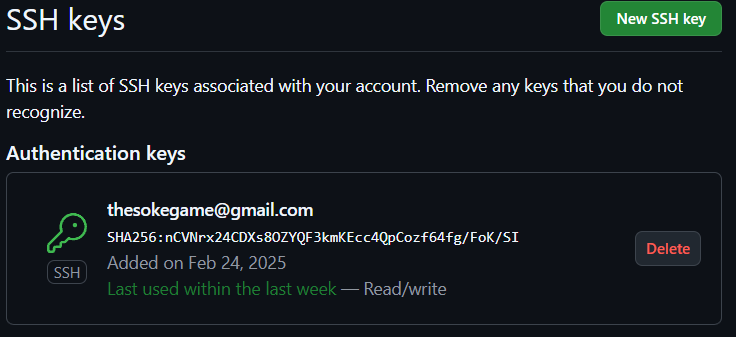 SSH keys
New SSH key
This is a list of SSH keys associated with your account. Remove any keys that you do not
recognize.
Authentication keys
thesokegame@gmail.com
SHA256:nCVNrx24CDXs8OZYQF3kmKEcc4QpCozf64fg/FoK/SI
Added on Feb 24, 2025
Last used within the last week — Read/write
SSH
Delete